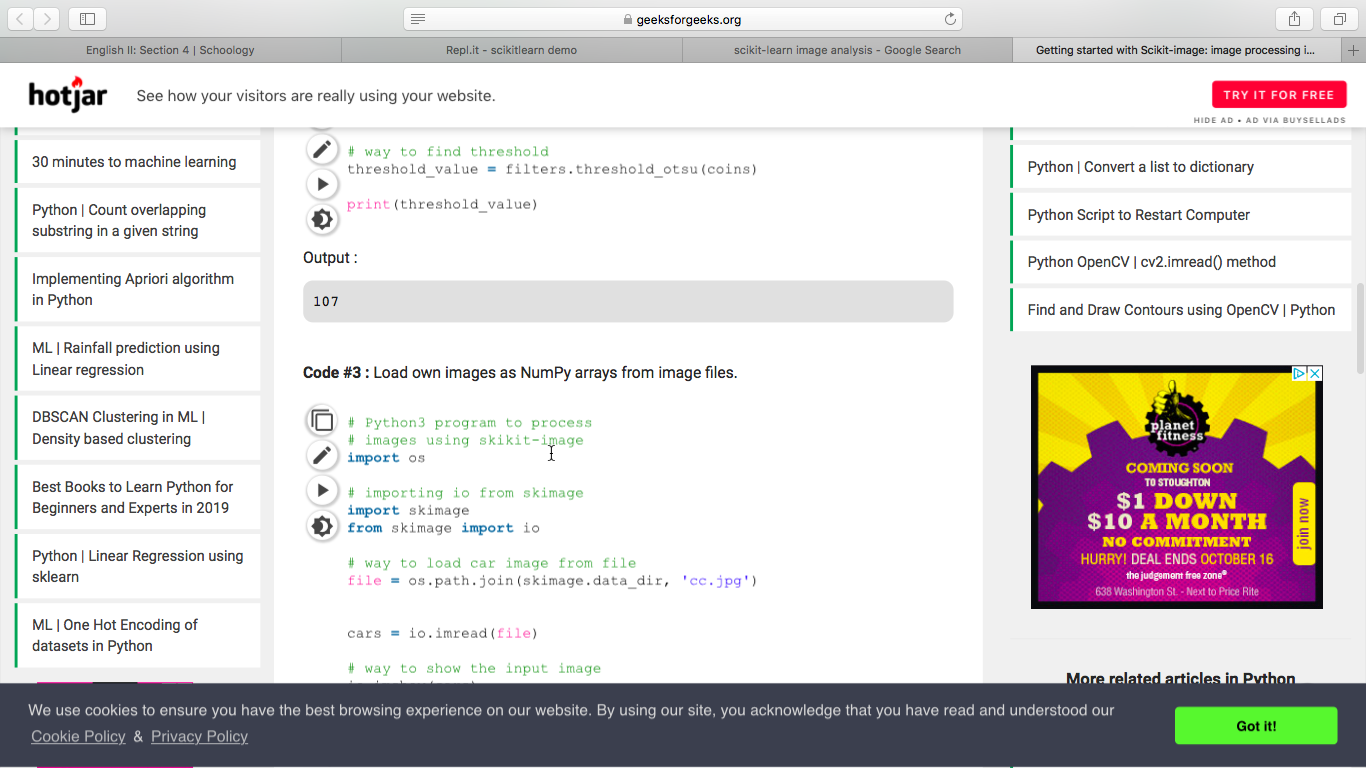 geeksforgeeks.org
English II: Section 4 | Schoology
Repl.it - scikitlearn demo
scikit-learn image analysis - Google Search
Getting started with Scikit-image: image processing i...
hotjar
See how your visitors are really using your website.
TRY IT FOR FREE
HIDE AD • AD VIA BUYSELLADS
30 minutes to machine learning
Python | Count overlapping
substring in a given string
Implementing Apriori algorithm
in Python
ML | Rainfall prediction using
Linear regression
DBSCAN Clustering in ML |
Density based clustering
Best Books to Learn Python for
Beginners and Experts in 2019
Python | Linear Regression using
sklearn
ML | One Hot Encoding of
datasets in Python
# way to find threshold
threshold_value = filters.threshold_otsu(coins)
print(threshold_value)
Output :
107
Code #3 : Load own images as NumPy arrays from image files.
# Python3 program to process
# images using skikit-image
import os
# importing io from skimage
import skimage
from skimage import io
# way to load car image from file
file = os.path.join(skimage.data_dir, 'cc.jpg')
cars = io.imread(file)
# way to show the input image
Python | Convert a list to dictionary
Python Script to Restart Computer
Python OpenCV | cv2.imread() method
Find and Draw Contours using OpenCV | Python
planet
fitness
COMING SOON
TO STOUGHTON
$1 DOWN
$10 A MONTH
NO COMMITMENT
HURRY! DEAL ENDS OCTOBER 16
the judgement free zone®
638 Washington St. - Next to Price Rite
join now
More related articles in Python
We use cookies to ensure you have the best browsing experience on our website. By using our site, you acknowledge that you have read and understood our
Cookie Policy & Privacy Policy
Got it!